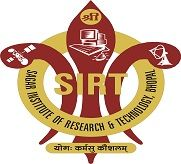 श्री
SIRT
SAGAR INSTITUTE OF RESEARCH & TECHNOLOGY, BHOPAL
योगः कर्मसु कौशलम्